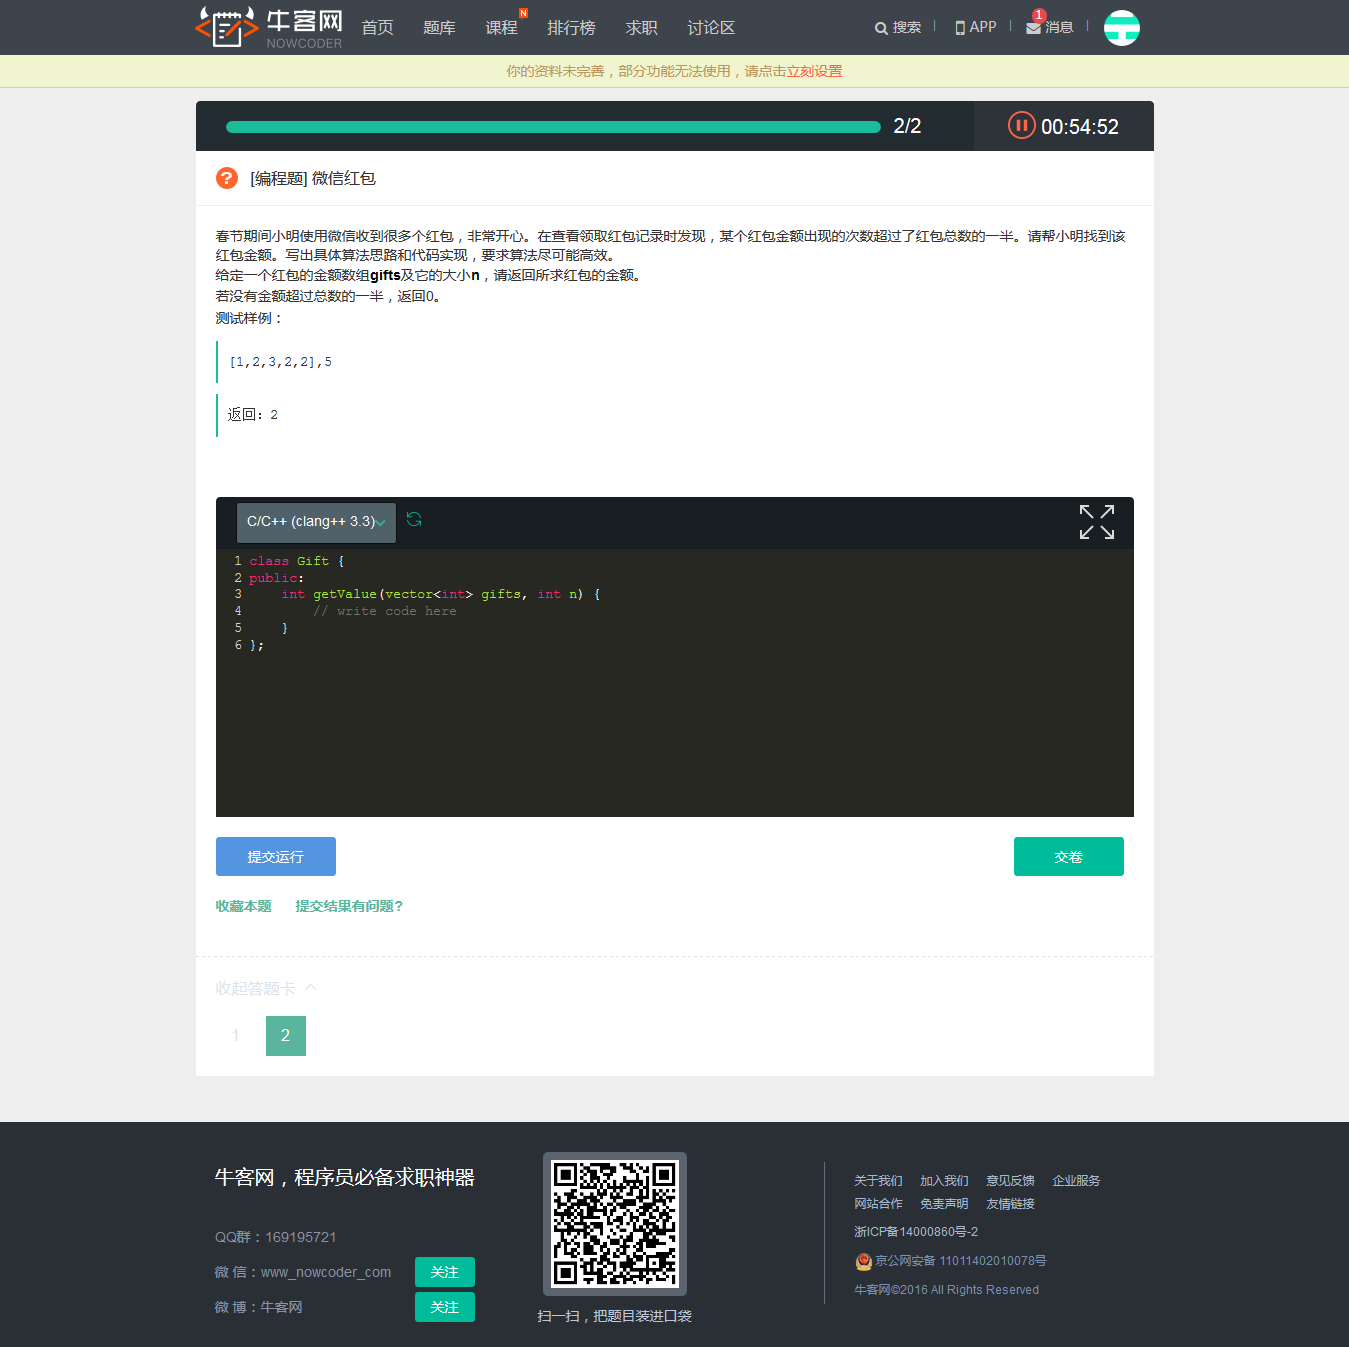 牛客网 NOWCODER 首页 题库 课程 N 排行榜 求职 讨论区 搜索 APP 1 消息
你的资料未完善，部分功能无法使用，请点击立刻设置
2/2 00:54:52
? [编程题] 微信红包
春节期间小明使用微信收到很多个红包，非常开心。在查看领取红包记录时发现，某个红包金额出现的次数超过了红包总数的一半。请帮小明找到该
红包金额。写出具体算法思路和代码实现，要求算法尽可能高效。
给定一个红包的金额数组gifts及它的大小n，请返回所求红包的金额。
若没有金额超过总数的一半，返回0。
测试样例：
[1,2,3,2,2],5
返回：2
C/C++ (clang++ 3.3)
1 class Gift {
2 public:
3     int getValue(vector<int> gifts, int n) {
4         // write code here
5     }
6 };
提交运行 交卷
收藏本题 提交结果有问题?
收起答题卡
1 2
牛客网，程序员必备求职神器
QQ群：169195721
微 信：www_nowcoder_com 关注
微 博：牛客网 关注
扫一扫，把题目装进口袋
关于我们 加入我们 意见反馈 企业服务
网站合作 免责声明 友情链接
浙ICP备14000860号-2
京公网安备 11011402010078号
牛客网©2016 All Rights Reserved